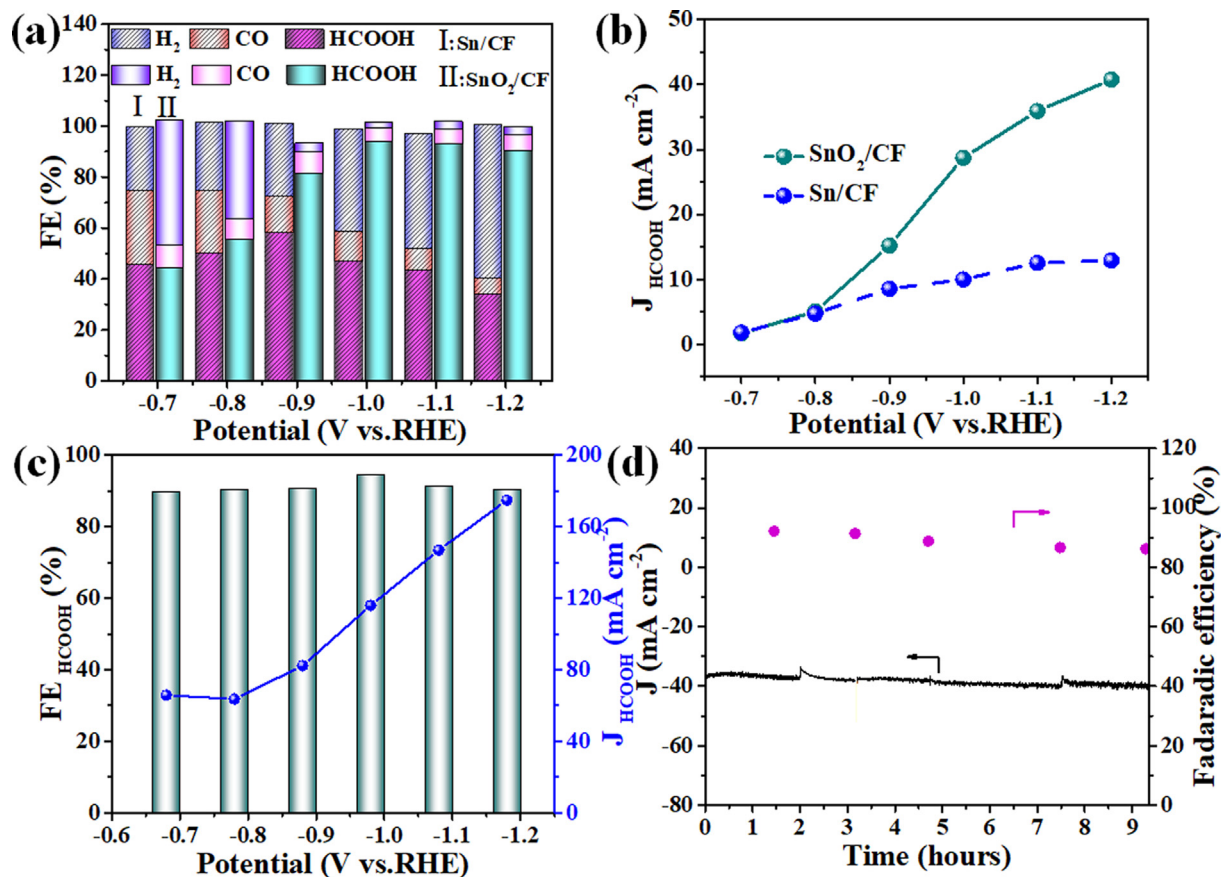 (a)
140
120
100
80
60
40
20
0
FE (%)
H2 CO HCOOH I:Sn/CF
H2 CO HCOOH II:SnO2/CF
I II
-0.7 -0.8 -0.9 -1.0 -1.1 -1.2
Potential (V vs.RHE)
(b)
50
40
30
20
10
0
J HCOOH (mA cm-2)
SnO2/CF
Sn/CF
-0.7 -0.8 -0.9 -1.0 -1.1 -1.2
Potential (V vs.RHE)
(c)
100
80
60
40
20
0
FE HCOOH (%)
200
160
120
80
40
0
J HCOOH (mA cm-2)
-0.6 -0.7 -0.8 -0.9 -1.0 -1.1 -1.2
Potential (V vs.RHE)
(d)
40
20
0
-20
-40
-60
-80
J (mA cm-2)
120
100
80
60
40
20
0
Fadaradic efficiency (%)
0 1 2 3 4 5 6 7 8 9
Time (hours)